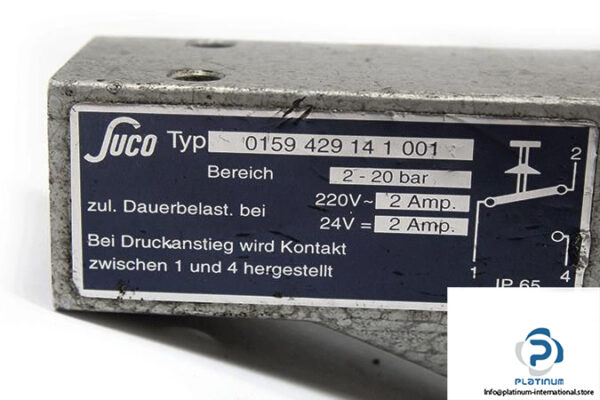 SUCO Typ 0159 429 14 1 001
Bereich 2 - 20 bar
zul. Dauerbelast. bei 220V~ 2 Amp.
24V= 2 Amp.
Bei Druckanstieg wird Kontakt
zwischen 1 und 4 hergestellt
2
1 4
IP 65
PLATINUM
Info@platinum-international.store